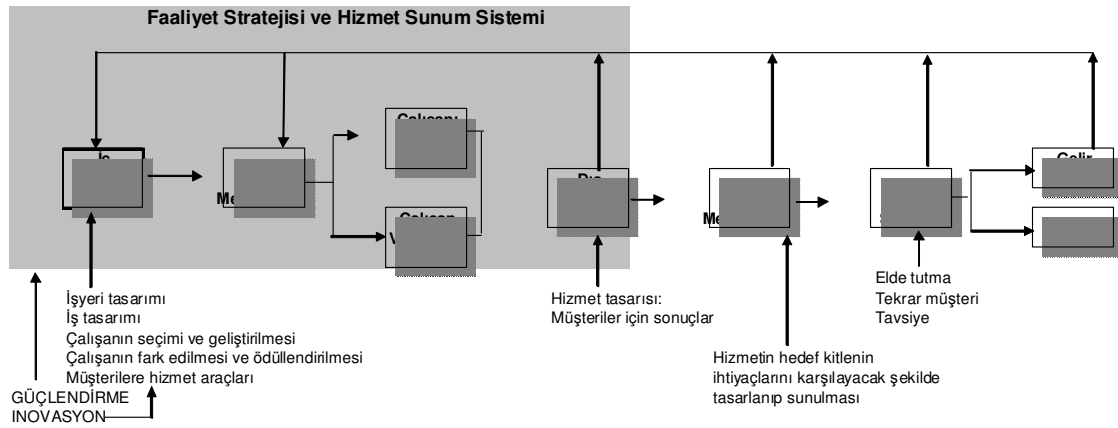 Faaliyet Stratejisi ve Hizmet Sunum Sistemi
İşyeri tasarımı
İş tasarımı
Çalışanın seçimi ve geliştirilmesi
Çalışanın fark edilmesi ve ödüllendirilmesi
Müşterilere hizmet araçları
GÜÇLENDİRME
INOVASYON
Hizmet tasarısı:
Müşteriler için sonuçlar
Hizmetin hedef kitlenin
ihtiyaçlarını karşılayacak şekilde
tasarlanıp sunulması
Elde tutma
Tekrar müşteri
Tavsiye